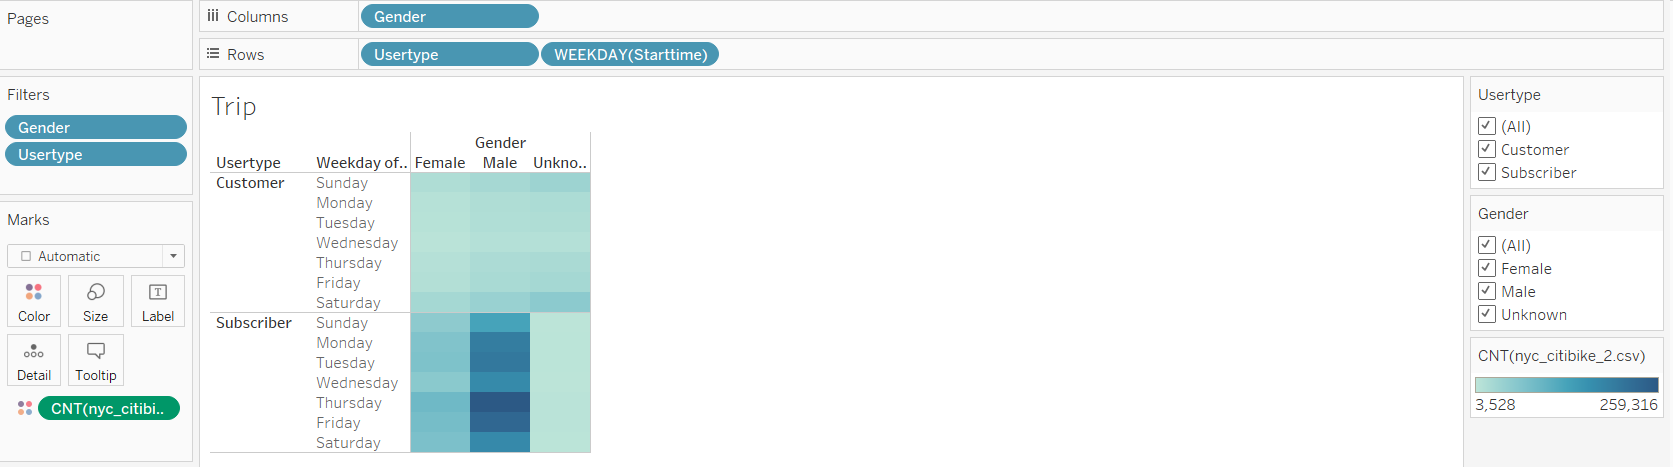 Pages
Columns
Gender
Rows
Usertype
WEEKDAY(Starttime)
Filters
Gender
Usertype
Marks
Automatic
Color
Size
Label
Detail
Tooltip
CNT(nyc_citibi..
Trip
Gender
Usertype Weekday of.. Female Male Unkno..
Customer Sunday
Monday
Tuesday
Wednesday
Thursday
Friday
Saturday
Subscriber Sunday
Monday
Tuesday
Wednesday
Thursday
Friday
Saturday
Usertype
(All)
Customer
Subscriber
Gender
(All)
Female
Male
Unknown
CNT(nyc_citibike_2.csv)
3,528 259,316